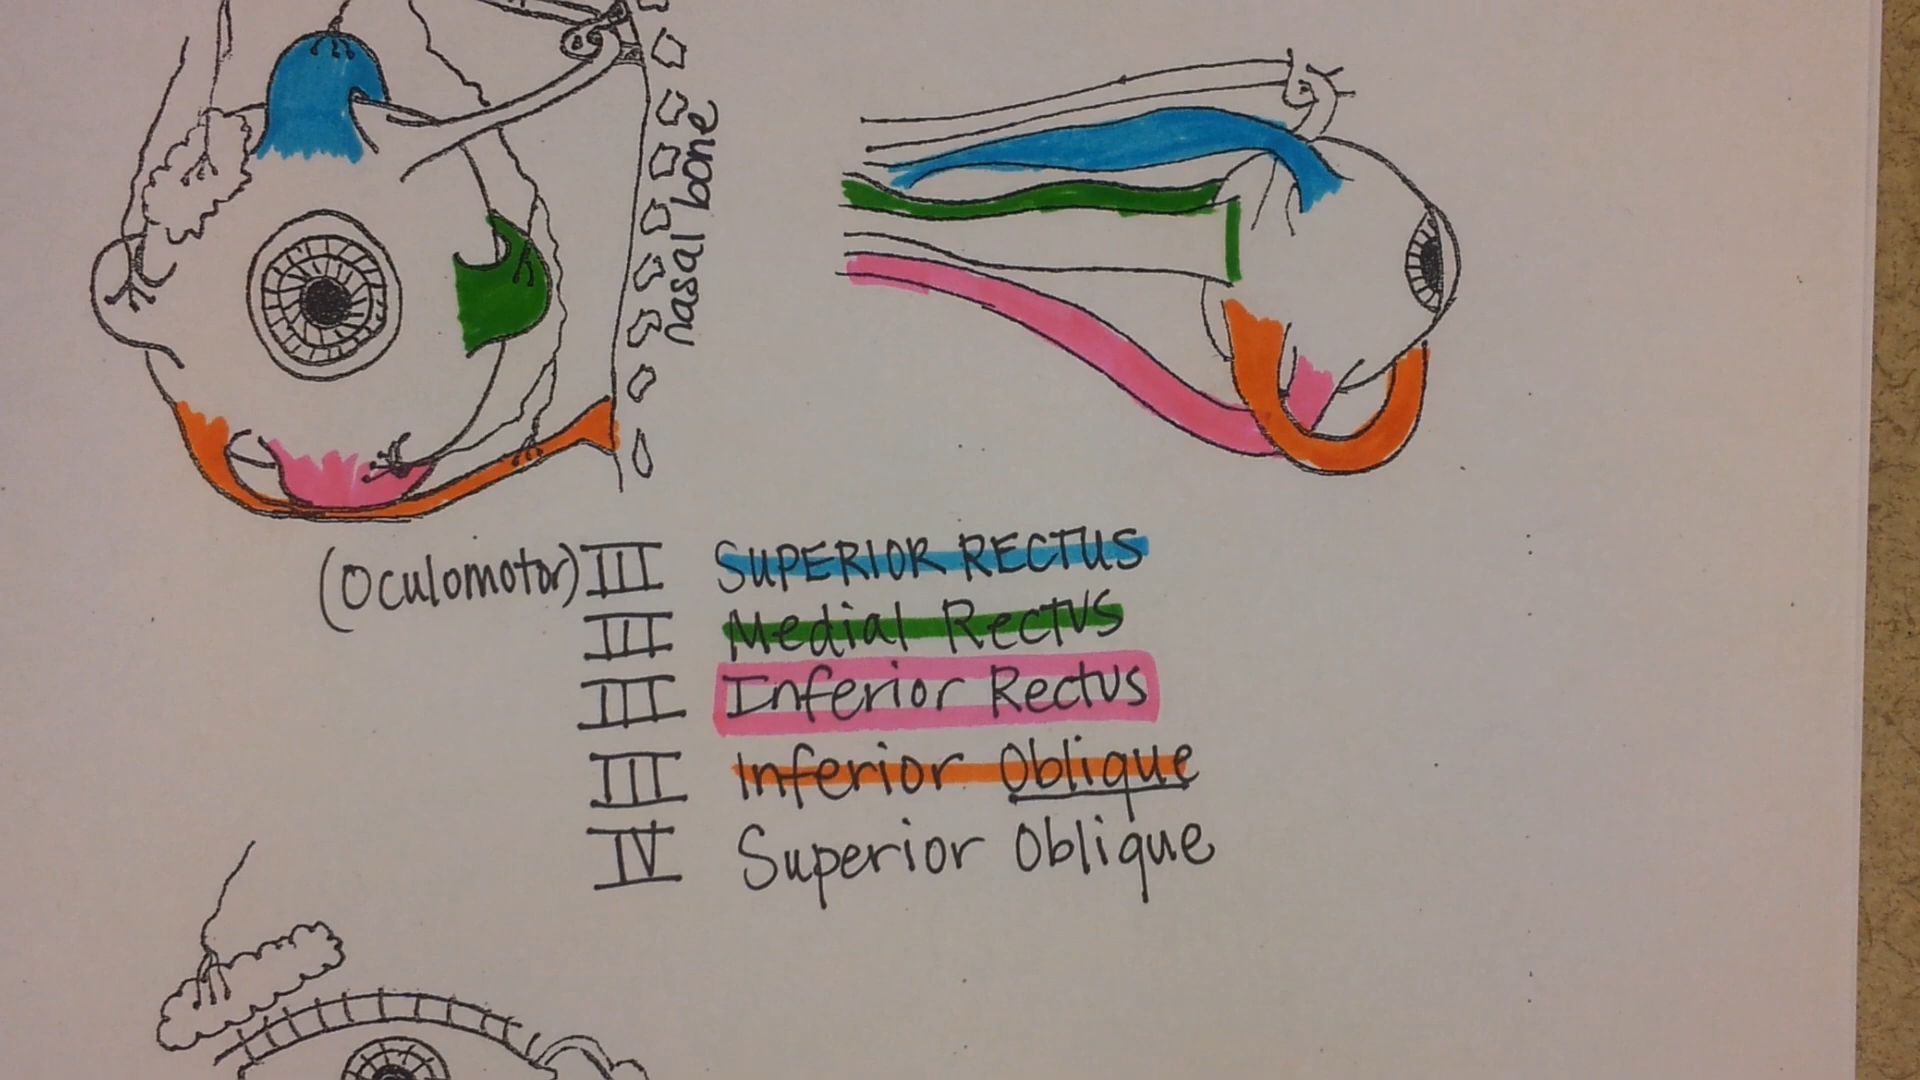 nasal bone
(Oculomotor) III SUPERIOR RECTUS
III Medial Rectus
III Inferior Rectus
III Inferior Oblique
IV Superior Oblique